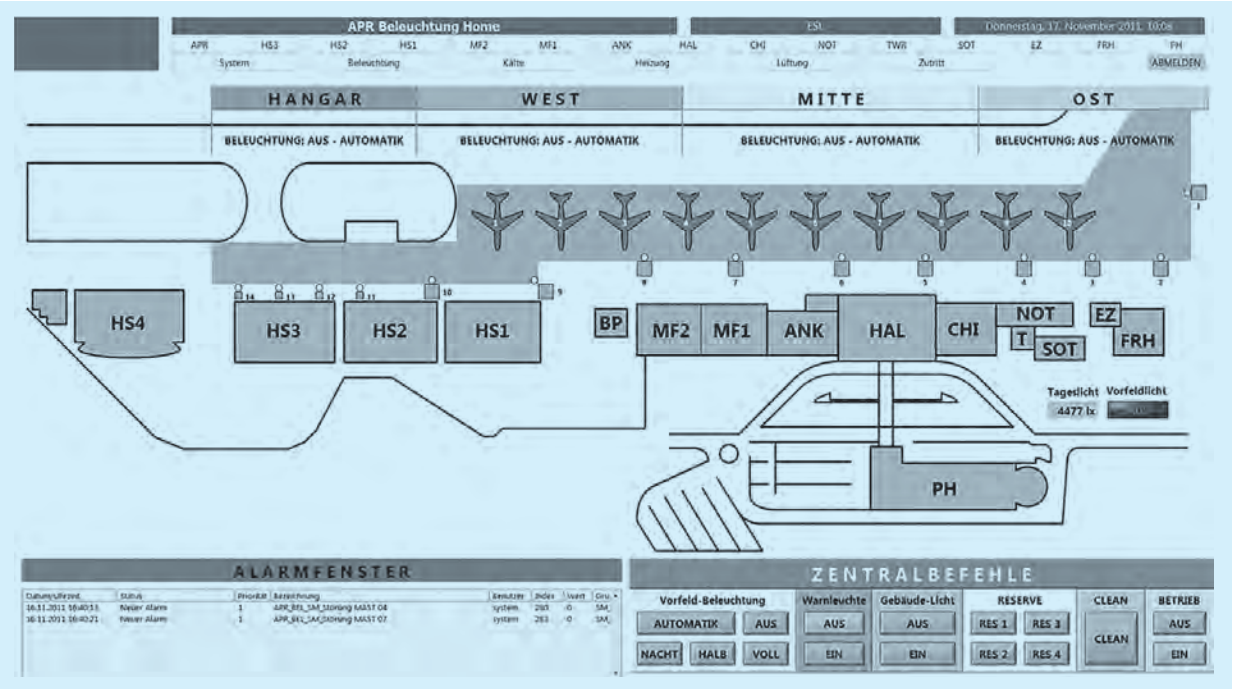 APR Beleuchtung Home ESL Donnerstag, 17. November 2011, 10:08
APR HS3 HS2 HS1 MF2 MF1 ANK HAL CHI NOT TWR SOT EZ FRH PH
System Beleuchtung Kälte Heizung Lüftung Zutritt ABMELDEN
HANGAR WEST MITTE OST
BELEUCHTUNG: AUS - AUTOMATIK BELEUCHTUNG: AUS - AUTOMATIK BELEUCHTUNG: AUS - AUTOMATIK BELEUCHTUNG: AUS - AUTOMATIK
1
8 7 6 5 4 3 2
14 13 12 11 10 9
HS4 HS3 HS2 HS1 BP MF2 MF1 ANK HAL CHI NOT T SOT EZ FRH
Tageslicht Vorfeldlicht
4477 lx
PH
ALARMFENSTER
Datum/Uhrzeit Status Priorität Bezeichnung Benutzer Index Wert Gru
16.11.2011 16:40:53 Neuer Alarm 1 APR_BEL_SM_Störung MAST 04 system 280 0 SM_
16.11.2011 16:40:21 Neuer Alarm 1 APR_BEL_SM_Störung MAST 07 system 283 0 SM_
ZENTRALBEFEHLE
Vorfeld-Beleuchtung Warnleuchte Gebäude-Licht RESERVE CLEAN BETRIEB
AUTOMATIK AUS AUS AUS RES 1 RES 3 CLEAN AUS
NACHT HALB VOLL EIN EIN RES 2 RES 4 EIN